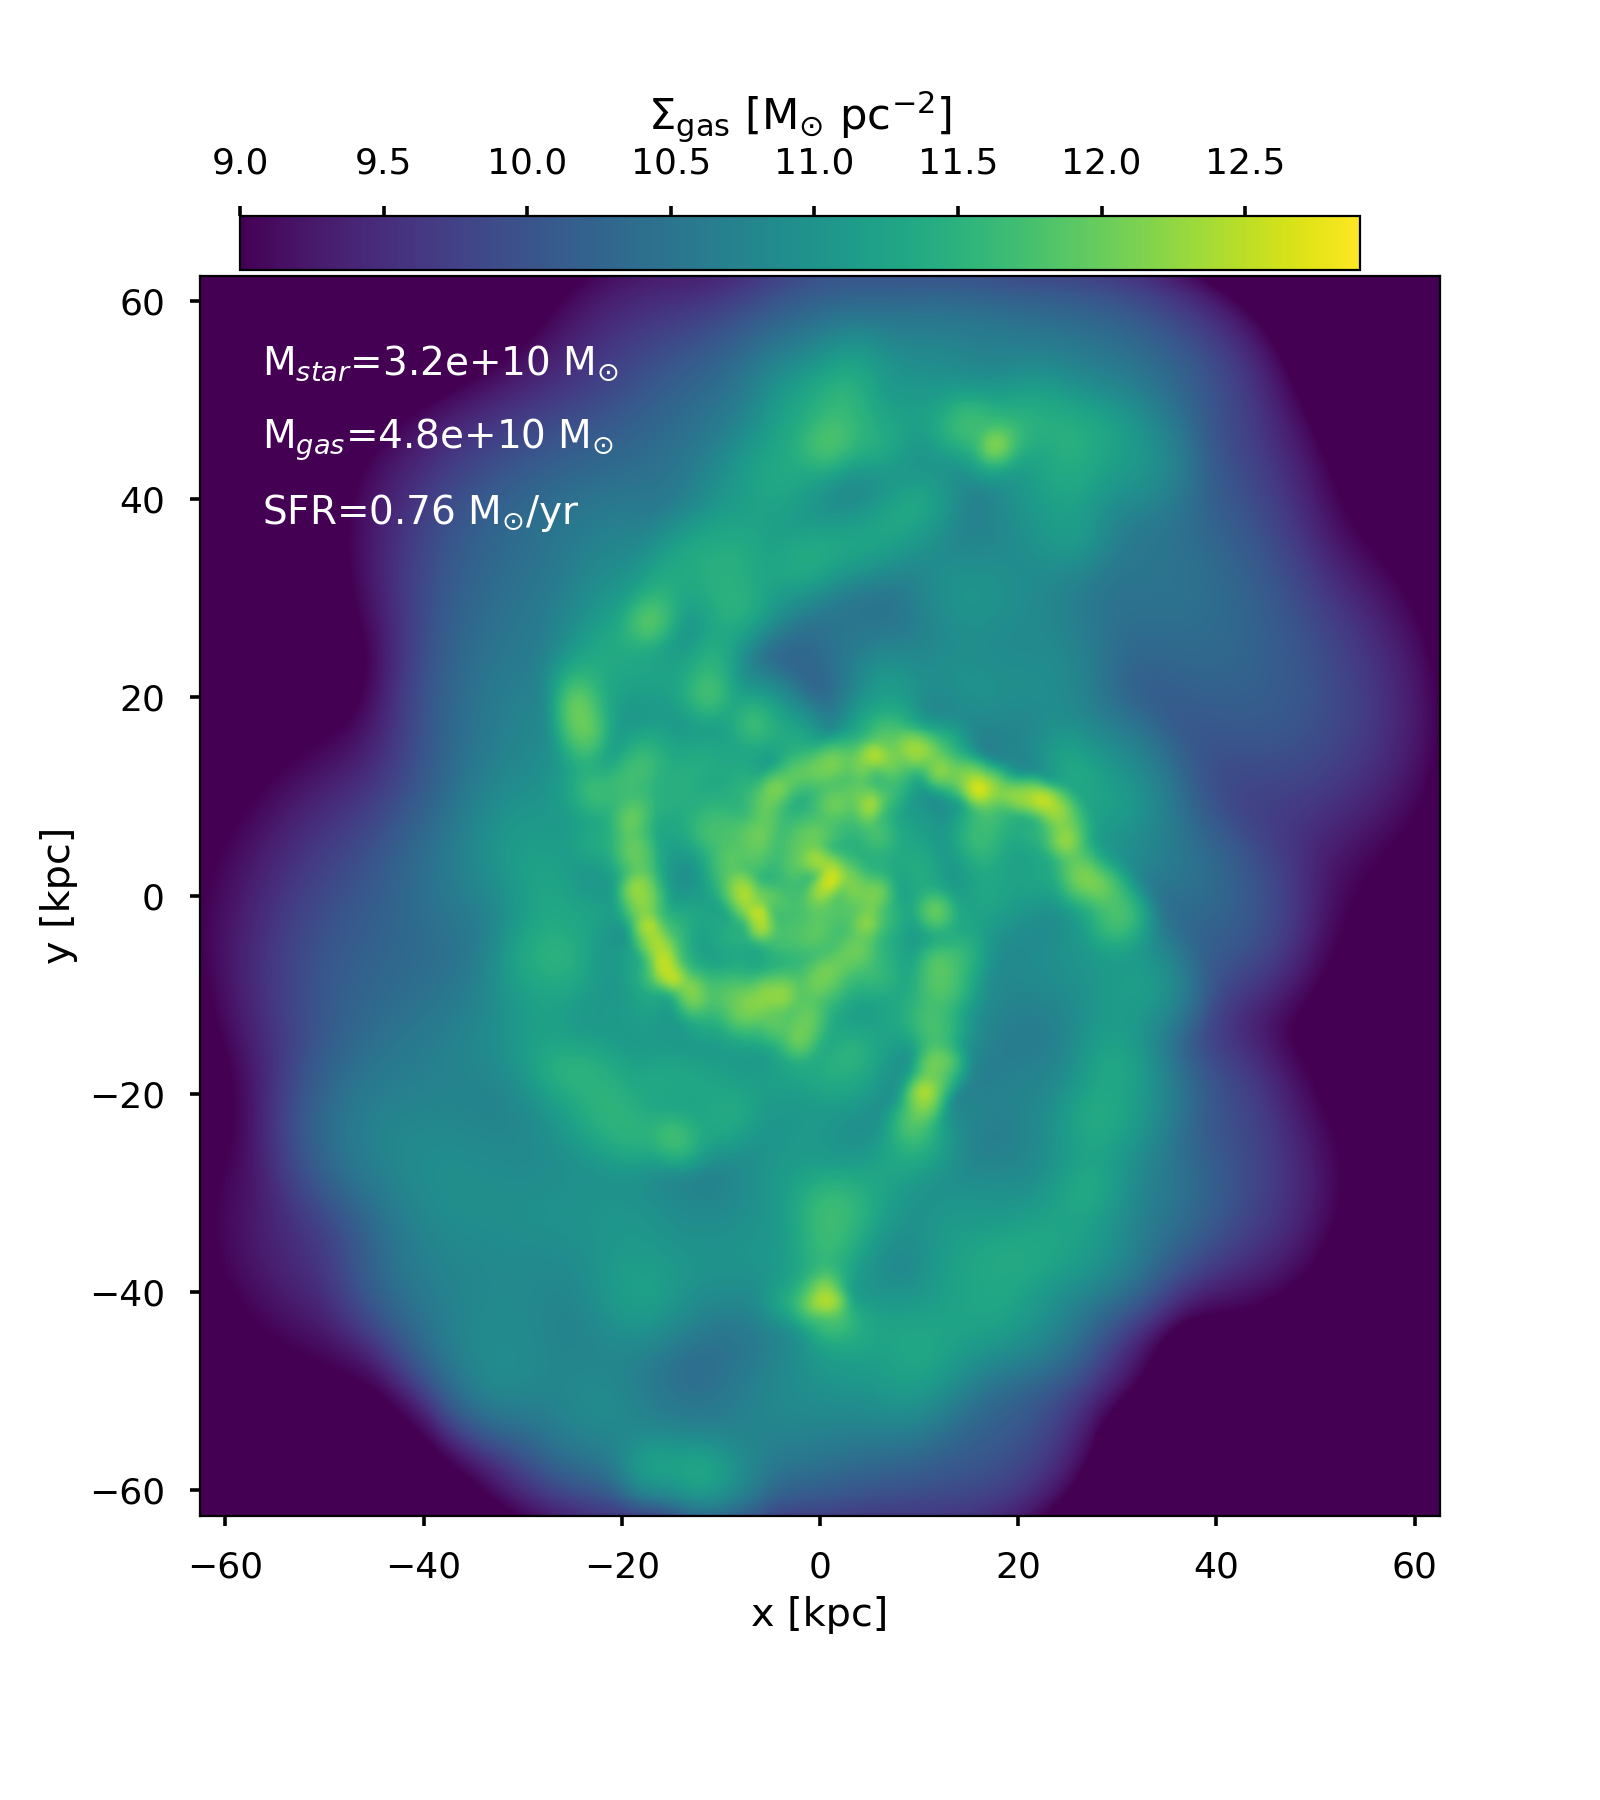 Σgas [M⊙ pc−2]
9.0 9.5 10.0 10.5 11.0 11.5 12.0 12.5
60
Mstar=3.2e+10 M⊙
Mgas=4.8e+10 M⊙
40
SFR=0.76 M⊙/yr
20
y [kpc]
0
−20
−40
−60
−60 −40 −20 0 20 40 60
x [kpc]